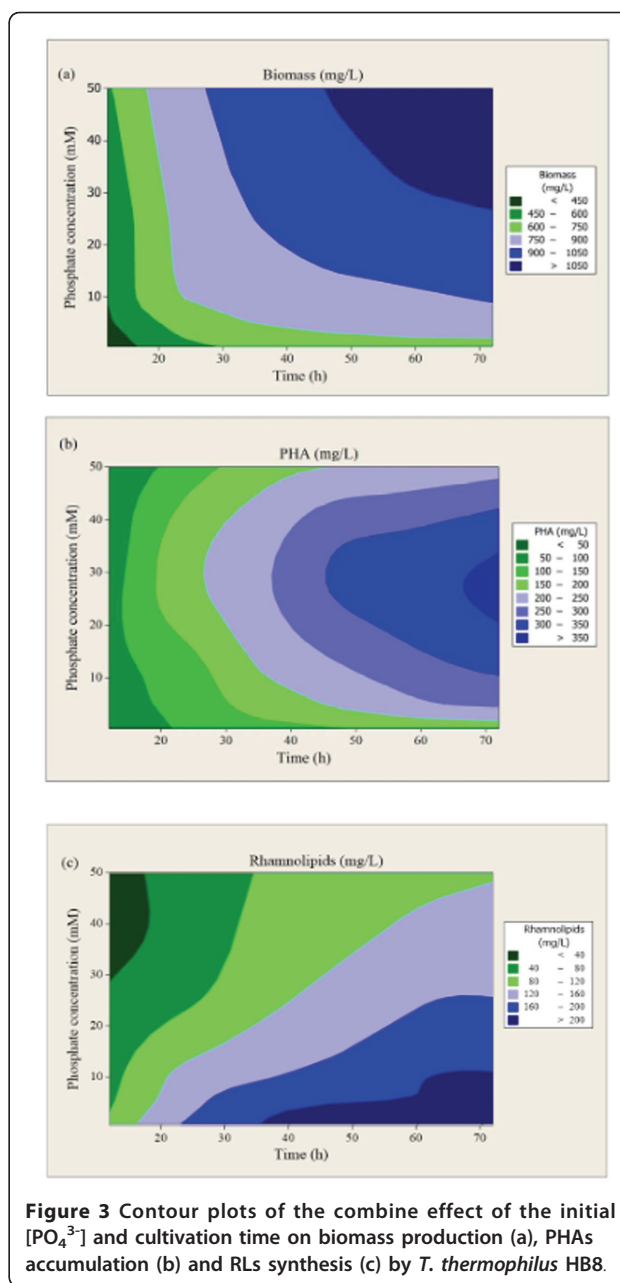 (a)
Biomass (mg/L)
Phosphate concentration (mM)
50
40
30
20
10
20 30 40 50 60 70
Time (h)
Biomass
(mg/L)
< 450
450 – 600
600 – 750
750 – 900
900 – 1050
> 1050
(b)
PHA (mg/L)
Phosphate concentration (mM)
50
40
30
20
10
20 30 40 50 60 70
Time (h)
PHA (mg/L)
< 50
50 – 100
100 – 150
150 – 200
200 – 250
250 – 300
300 – 350
> 350
(c)
Rhamnolipids (mg/L)
Phosphate concentration (mM)
50
40
30
20
10
20 30 40 50 60 70
Time (h)
Rhamnolipids
(mg/L)
< 40
40 – 80
80 – 120
120 – 160
160 – 200
> 200
Figure 3 Contour plots of the combine effect of the initial
[PO₄³⁻] and cultivation time on biomass production (a), PHAs
accumulation (b) and RLs synthesis (c) by T. thermophilus HB8.